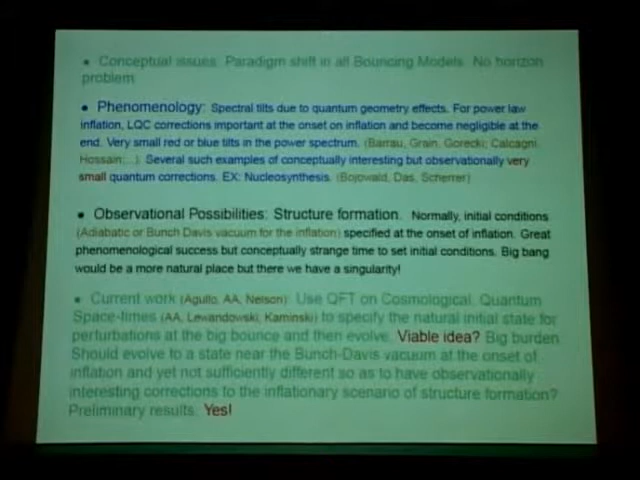 • Conceptual issues: Paradigm shift in all Bouncing Models. No horizon
problem
• Phenomenology: Spectral tilts due to quantum geometry effects. For power law
inflation, LQC corrections important at the onset on inflation and become negligible at the
end. Very small red or blue tilts in the power spectrum. (Barrau, Grain, Gorecki; Calcagni,
Hossain;...) Several such examples of conceptually interesting but observationally very
small quantum corrections. EX: Nucleosynthesis. (Bojowald, Das, Scherrer)
• Observational Possibilities: Structure formation. Normally, initial conditions
(Adiabatic or Bunch Davis vacuum for the inflation) specified at the onset of inflation. Great
phenomenological success but conceptually strange time to set initial conditions. Big bang
would be a more natural place but there we have a singularity!
• Current work (Agullo, AA, Nelson): Use QFT on Cosmological, Quantum
Space-times (AA, Lewandowski, Kaminski) to specify the natural initial state for
perturbations at the big bounce and then evolve. Viable idea? Big burden
Should evolve to a state near the Bunch-Davis vacuum at the onset of
inflation and yet not sufficiently different so as to have observationally
interesting corrections to the inflationary scenario of structure formation?
Preliminary results. Yes!